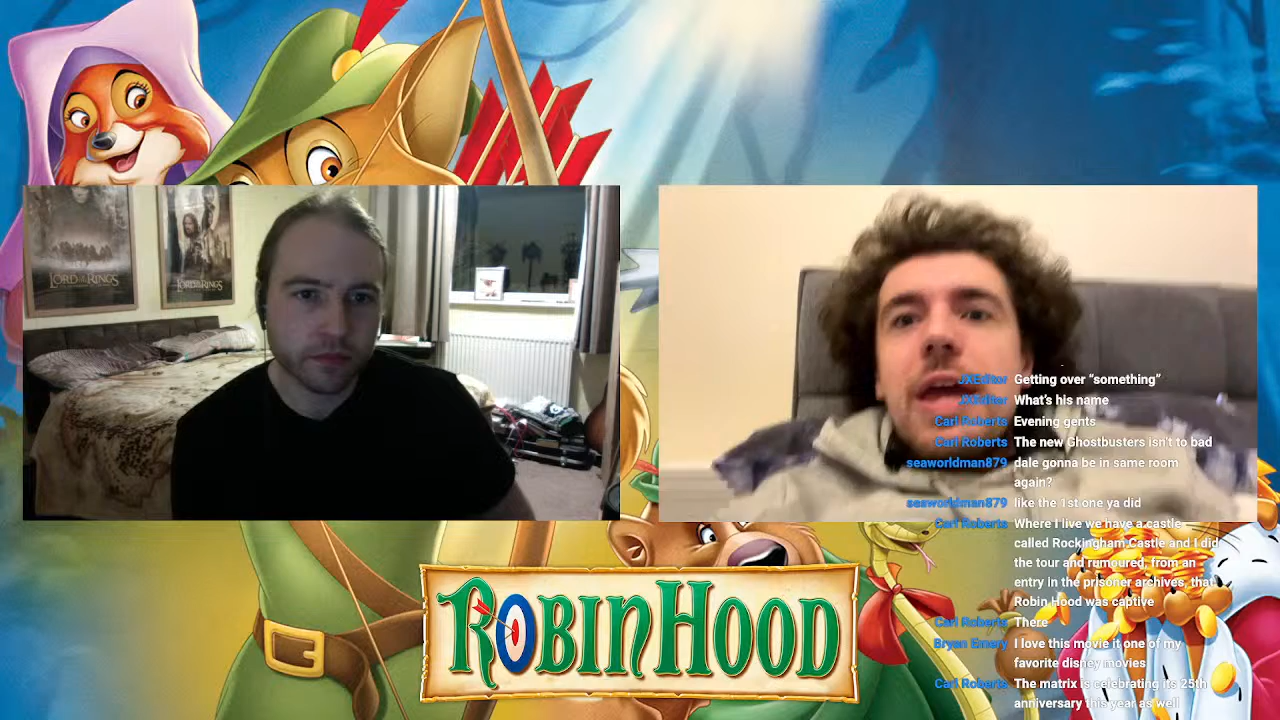 LORD OF THE RINGS
LORD OF THE RINGS
JXEditor Getting over “something”
JXEditor What's his name
Carl Roberts Evening gents
Carl Roberts The new Ghostbusters isn't to bad
seaworldman879 dale gonna be in same room
again?
seaworldman879 like the 1st one ya did
Carl Roberts Where I live we have a castle
called Rockingham Castle and I did
the tour and rumoured, from an
entry in the prisoner archives, that
Robin Hood was captive
Carl Roberts There
Bryan Emery I love this movie it one of my
favorite disney movies
Carl Roberts The matrix is celebrating its 25th
anniversary this year as well
ROBIN HOOD